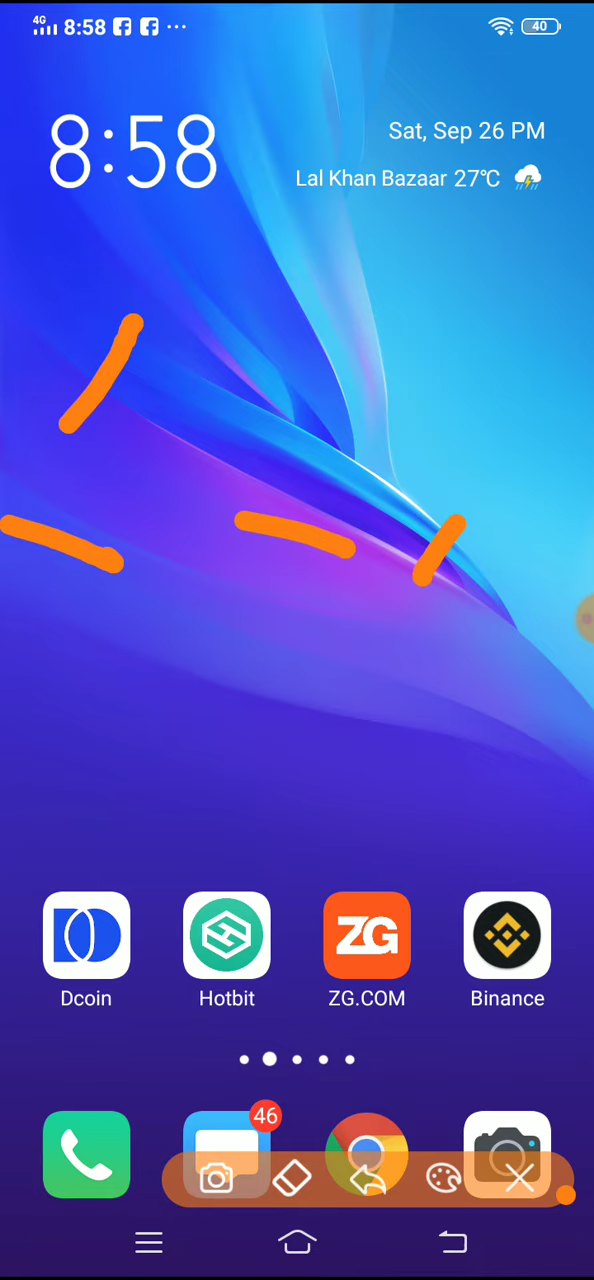 4G 8:58 40
8:58
Sat, Sep 26 PM
Lal Khan Bazaar 27℃
ZG
Dcoin Hotbit ZG.COM Binance
46